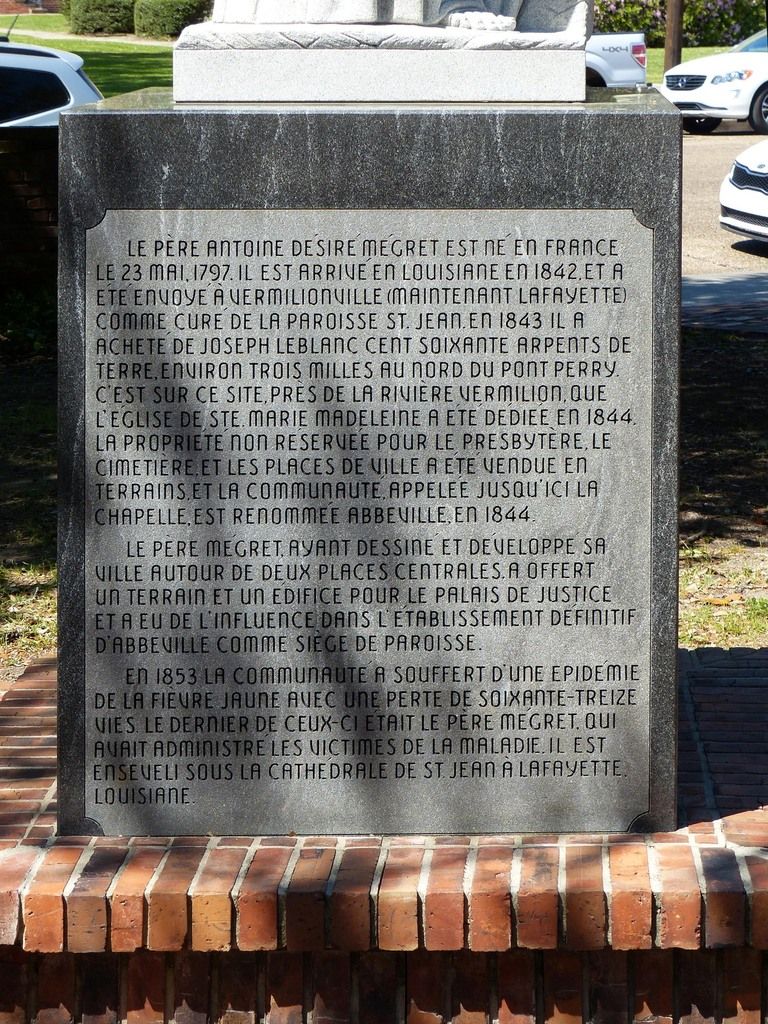 4X4
LE PÈRE ANTOINE DÉSIRÉ MÉGRET EST NÉ EN FRANCE
LE 23 MAI, 1797. IL EST ARRIVÉ EN LOUISIANE EN 1842, ET A
ÉTÉ ENVOYÉ À VERMILIONVILLE (MAINTENANT LAFAYETTE)
COMME CURÉ DE LA PAROISSE ST. JEAN. EN 1843 IL A
ACHETÉ DE JOSEPH LEBLANC CENT SOIXANTE ARPENTS DE
TERRE, ENVIRON TROIS MILLES AU NORD DU PONT PERRY.
C'EST SUR CE SITE, PRÈS DE LA RIVIÈRE VERMILION, QUE
L'ÉGLISE DE STE. MARIE MADELEINE A ÉTÉ DEDIÉE EN 1844.
LA PROPRIÉTÉ NON RESERVÉE POUR LE PRESBYTÈRE, LE
CIMETIÈRE, ET LES PLACES DE VILLE A ÉTÉ VENDUE EN
TERRAINS, ET LA COMMUNAUTÉ, APPELÉE JUSQU'ICI LA
CHAPELLE, EST RENOMMÉE ABBEVILLE, EN 1844.
LE PÈRE MÉGRET, AYANT DESSINÉ ET DÉVELOPPÉ SA
VILLE AUTOUR DE DEUX PLACES CENTRALES, A OFFERT
UN TERRAIN ET UN ÉDIFICE POUR LE PALAIS DE JUSTICE
ET A EU DE L'INFLUENCE DANS L'ÉTABLISSEMENT DÉFINITIF
D'ABBEVILLE COMME SIÈGE DE PAROISSE.
EN 1853 LA COMMUNAUTÉ A SOUFFERT D'UNE ÉPIDÉMIE
DE LA FIÈVRE JAUNE AVEC UNE PERTE DE SOIXANTE-TREIZE
VIES. LE DERNIER DE CEUX-CI ÉTAIT LE PÈRE MÉGRET, QUI
AVAIT ADMINISTRÉ LES VICTIMES DE LA MALADIE. IL EST
ENSEVELI SOUS LA CATHÉDRALE DE ST. JEAN À LAFAYETTE,
LOUISIANE.